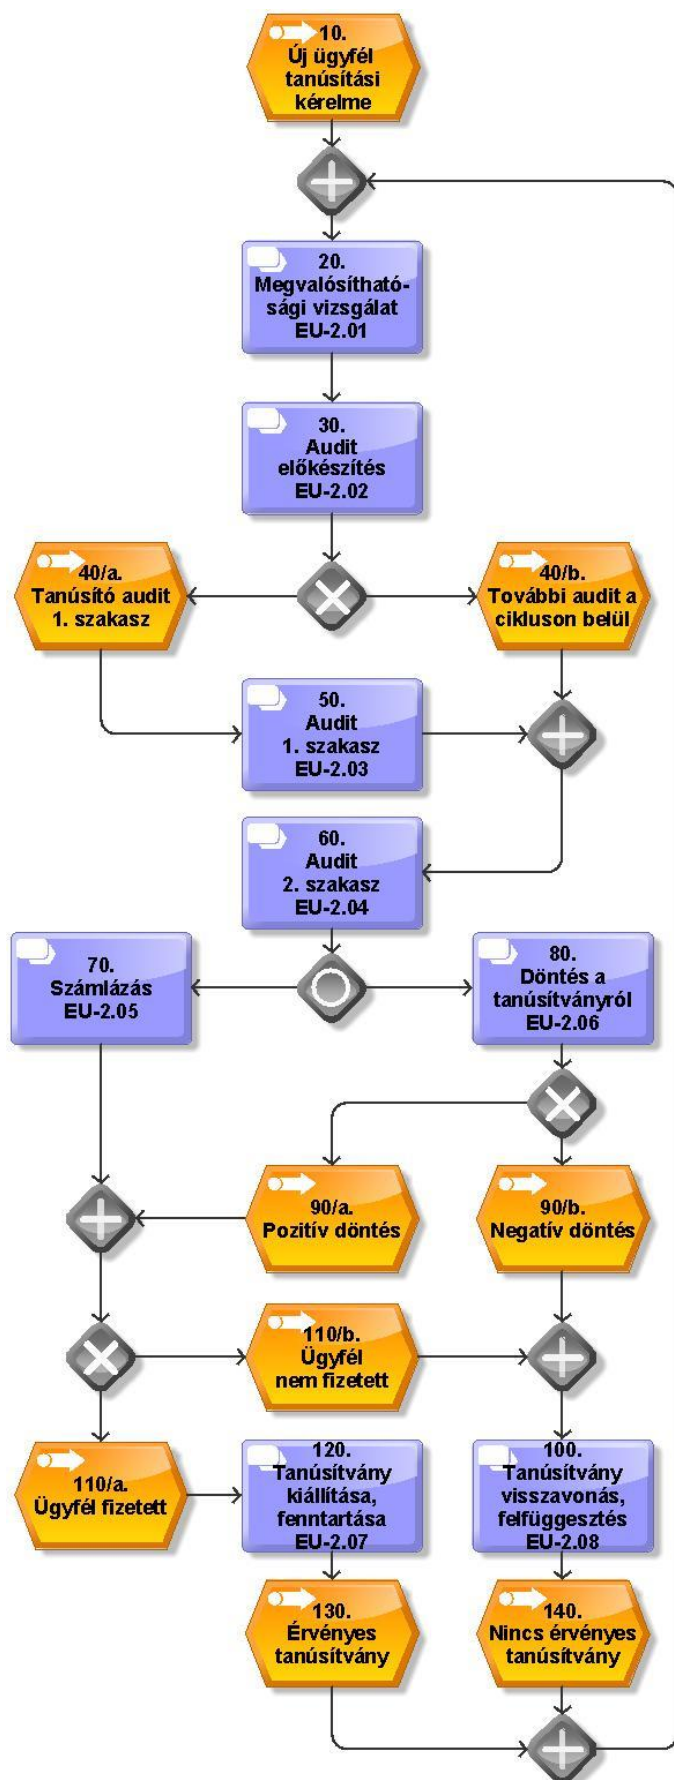 10.
Új ügyfél
tanúsítási
kérelme
20.
Megvalósítható-
sági vizsgálat
EU-2.01
30.
Audit
előkészítés
EU-2.02
40/a.
Tanúsító audit
1. szakasz
40/b.
További audit a
cikluson belül
50.
Audit
1. szakasz
EU-2.03
60.
Audit
2. szakasz
EU-2.04
70.
Számlázás
EU-2.05
80.
Döntés a
tanúsítványról
EU-2.06
90/a.
Pozitív döntés
90/b.
Negatív döntés
110/b.
Ügyfél
nem fizetett
110/a.
Ügyfél fizetett
120.
Tanúsítvány
kiállítása,
fenntartása
EU-2.07
100.
Tanúsítvány
visszavonás,
felfüggesztés
EU-2.08
130.
Érvényes
tanúsítvány
140.
Nincs érvényes
tanúsítvány